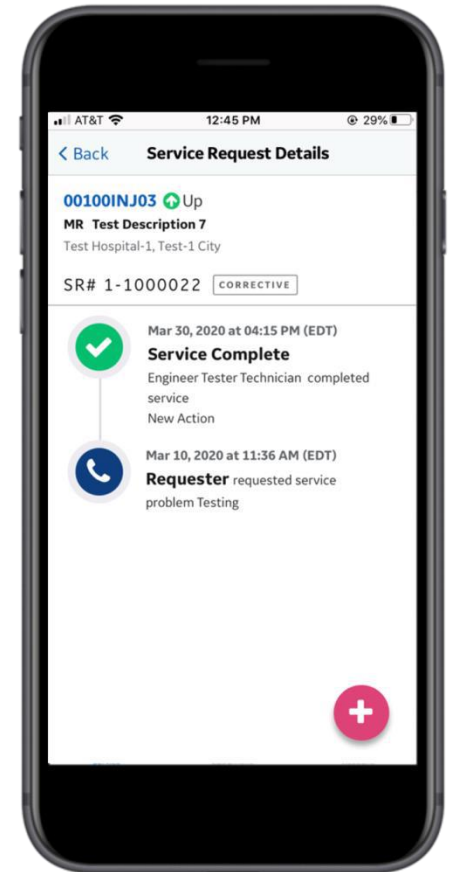 AT&T 12:45 PM 29%
Back Service Request Details
00100INJ03 Up
MR Test Description 7
Test Hospital-1, Test-1 City
SR# 1-1000022 CORRECTIVE
Mar 30, 2020 at 04:15 PM (EDT)
Service Complete
Engineer Tester Technician completed
service
New Action
Mar 10, 2020 at 11:36 AM (EDT)
Requester requested service
problem Testing